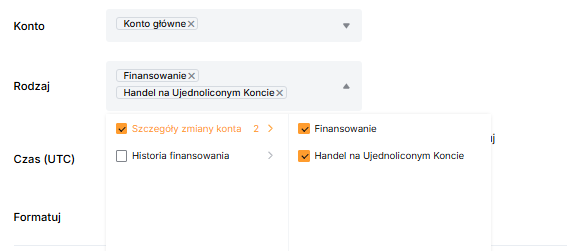 Konto
Konto główne
Rodzaj
Finansowanie
Handel na Ujednoliconym Koncie
Szczegóły zmiany konta 2
Finansowanie
Historia finansowania
Handel na Ujednoliconym Koncie
Czas (UTC)
Formatuj